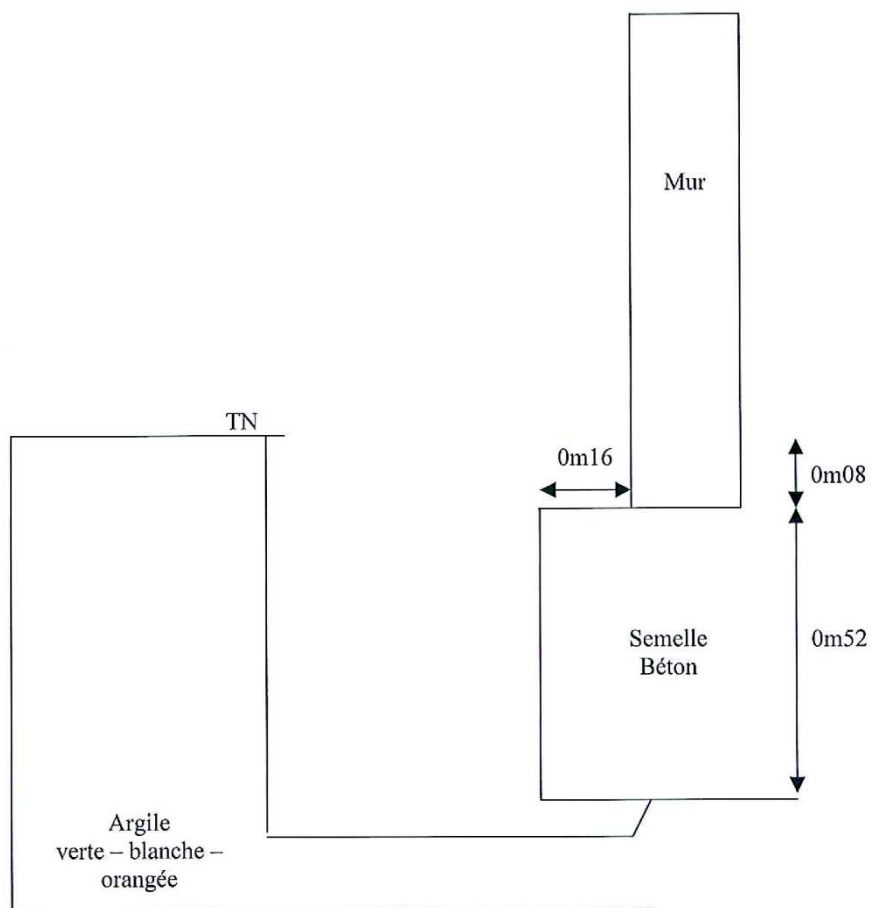 Mur
TN
0m16
0m08
Semelle
Béton
0m52
Argile
verte – blanche –
orangée